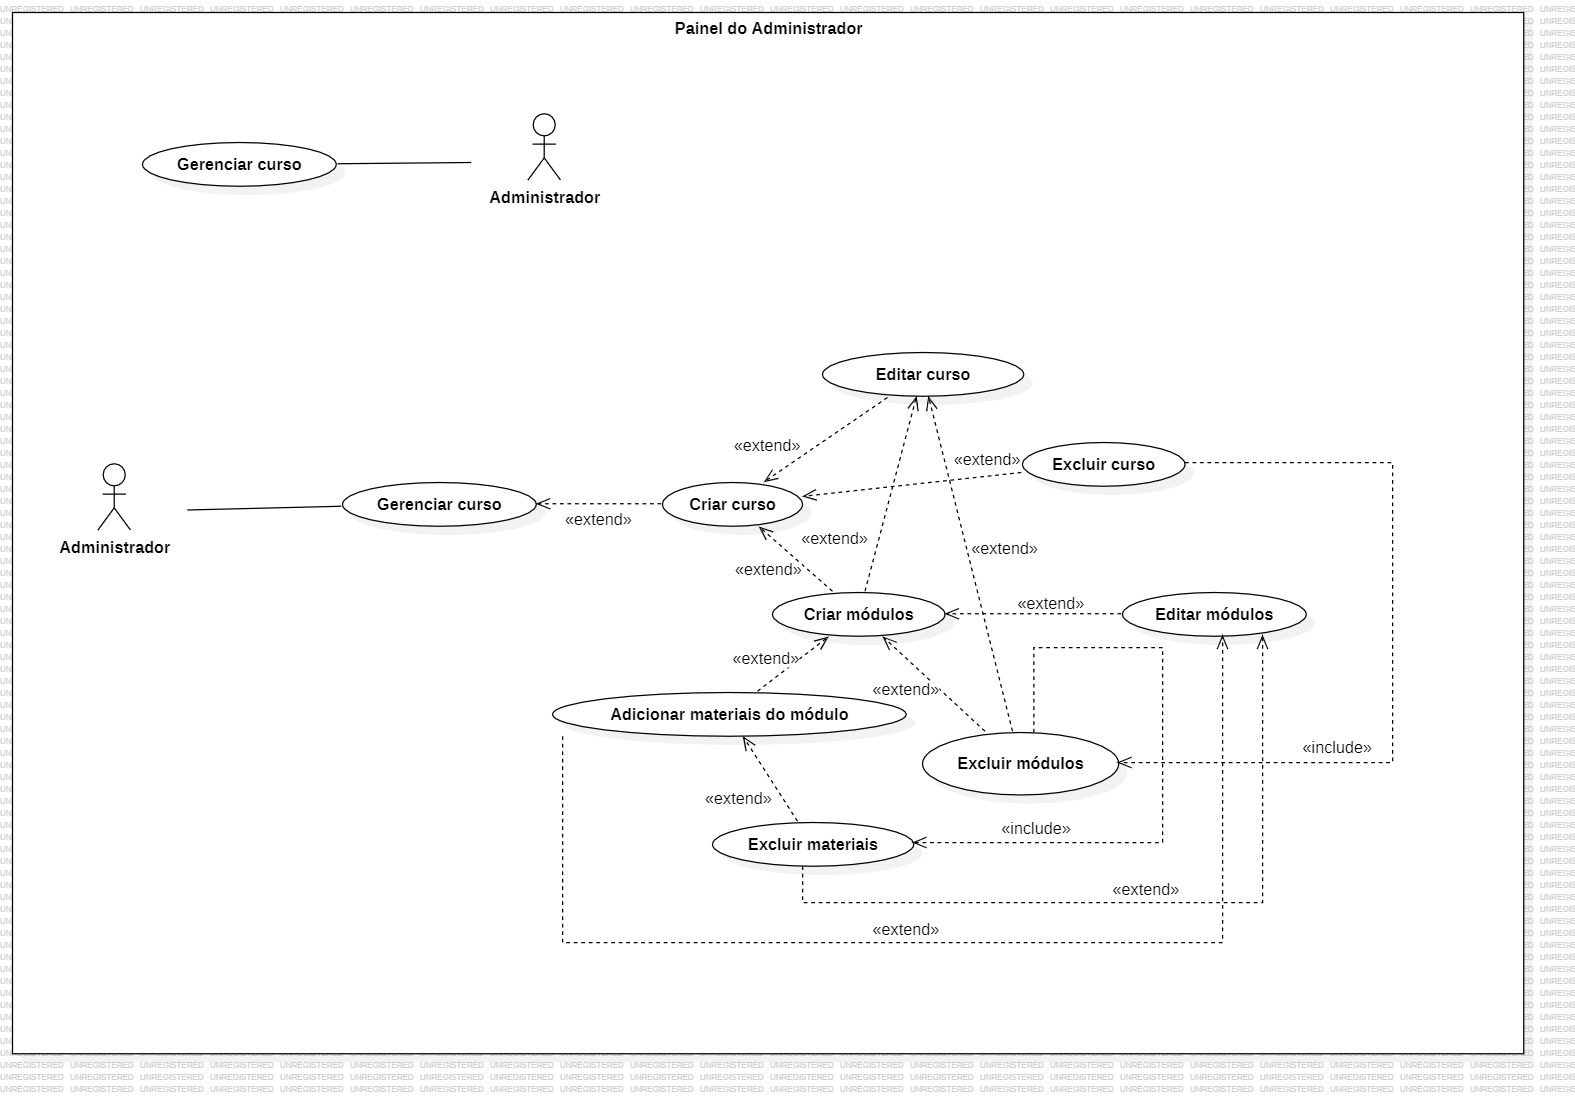 Painel do Administrador
Gerenciar curso
Administrador
Editar curso
«extend»
«extend»
Excluir curso
Gerenciar curso
Criar curso
«extend»
Administrador
«extend»
«extend»
«extend»
«extend»
Criar módulos
Editar módulos
«extend»
«extend»
Adicionar materiais do módulo
«include»
Excluir módulos
«extend»
«include»
Excluir materiais
«extend»
«extend»
UNREGISTERED